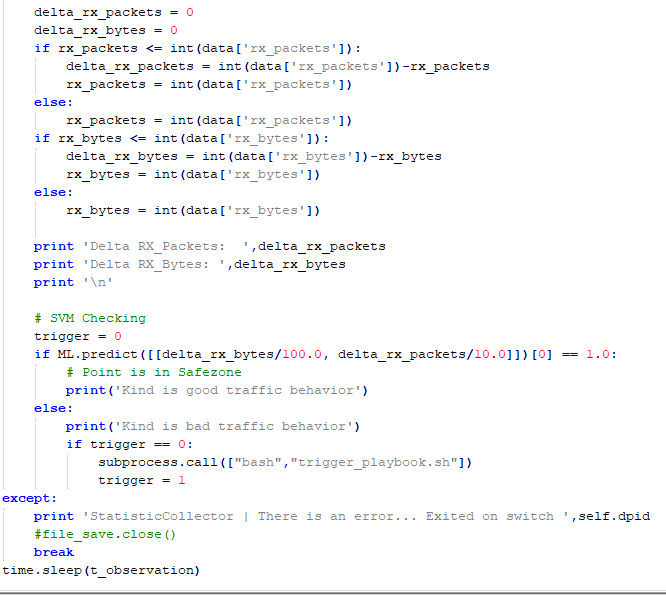 delta_rx_packets = 0
delta_rx_bytes = 0
if rx_packets <= int(data['rx_packets']):
delta_rx_packets = int(data['rx_packets'])-rx_packets
rx_packets = int(data['rx_packets'])
else:
rx_packets = int(data['rx_packets'])
if rx_bytes <= int(data['rx_bytes']):
delta_rx_bytes = int(data['rx_bytes'])-rx_bytes
rx_bytes = int(data['rx_bytes'])
else:
rx_bytes = int(data['rx_bytes'])
print 'Delta RX_Packets:  ',delta_rx_packets
print 'Delta RX_Bytes: ',delta_rx_bytes
print '\n'
# SVM Checking
trigger = 0
if ML.predict([[delta_rx_bytes/100.0, delta_rx_packets/10.0]])[0] == 1.0:
# Point is in Safezone
print('Kind is good traffic behavior')
else:
print('Kind is bad traffic behavior')
if trigger == 0:
subprocess.call(["bash","trigger_playbook.sh"])
trigger = 1
except:
print 'StatisticCollector | There is an error... Exited on switch ',self.dpid
#file_save.close()
break
time.sleep(t_observation)